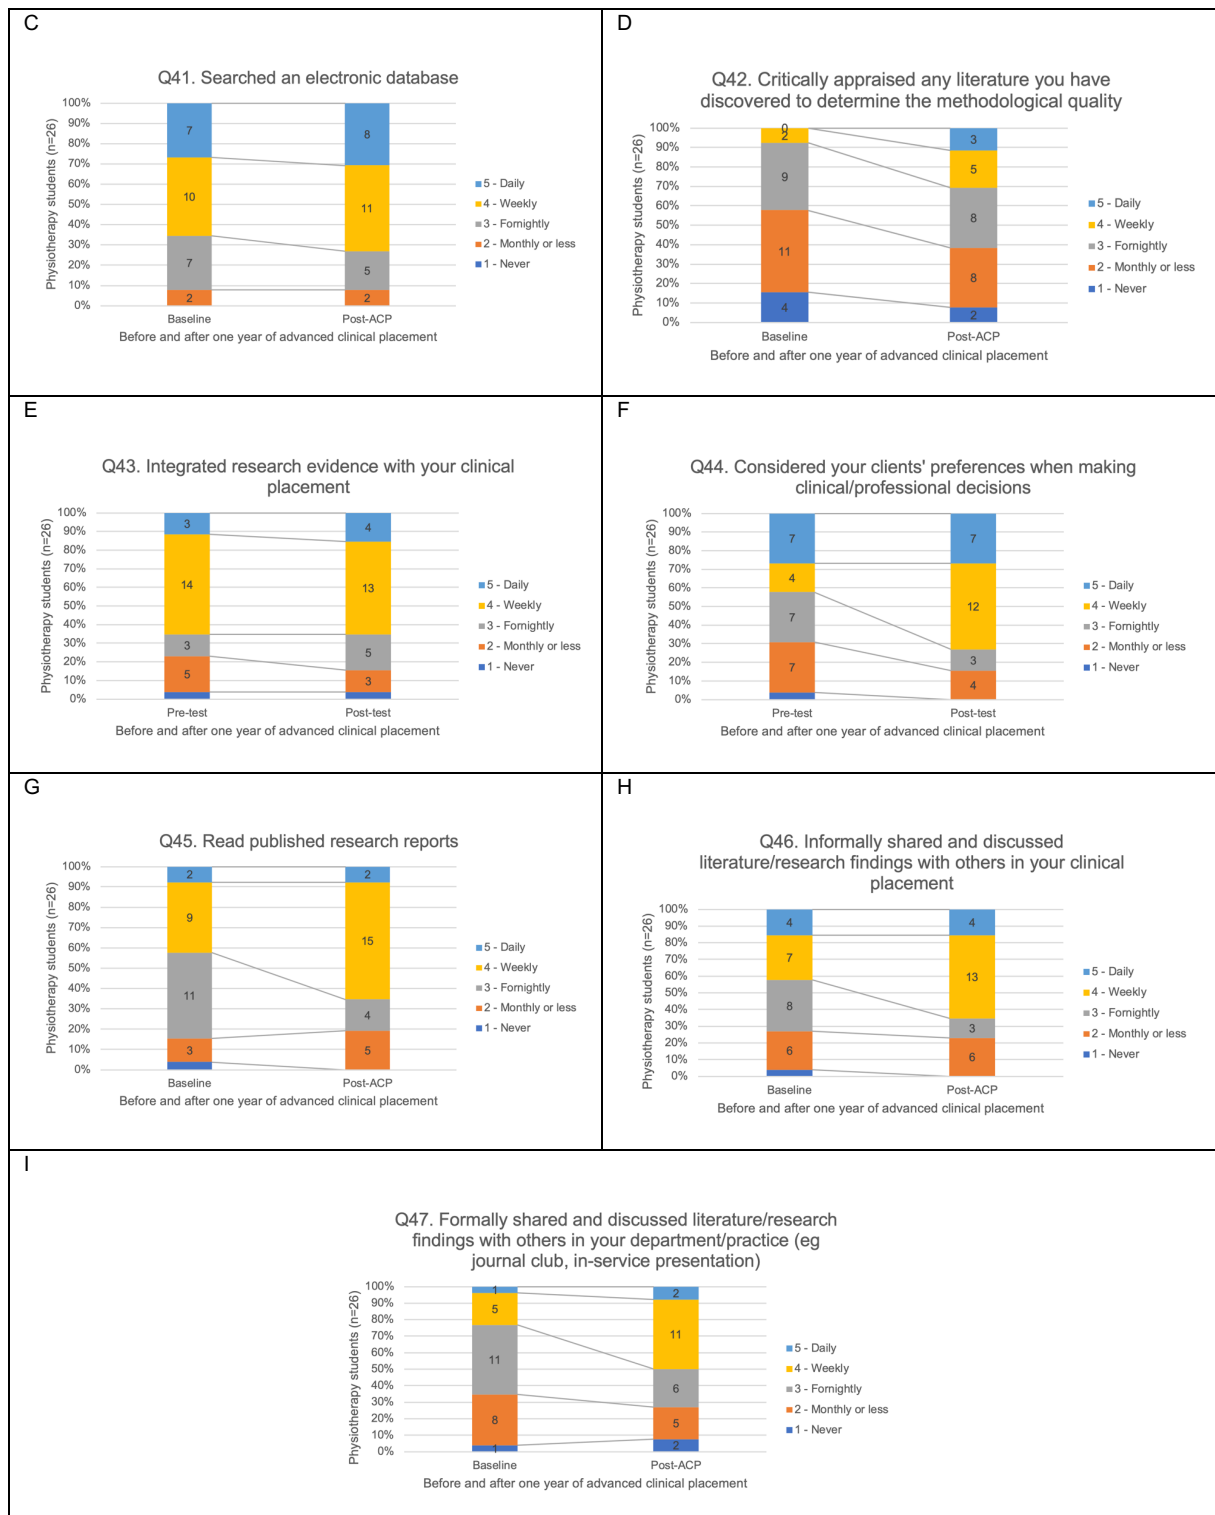 C
Q41. Searched an electronic database
Physiotherapy students (n=26)
100%
90%
80%
70%
60%
50%
40%
30%
20%
10%
0%
7
10
7
2
8
11
5
2
Baseline
Post-ACP
Before and after one year of advanced clinical placement
5 - Daily
4 - Weekly
3 - Fornightly
2 - Monthly or less
1 - Never
D
Q42. Critically appraised any literature you have
discovered to determine the methodological quality
Physiotherapy students (n=26)
100%
90%
80%
70%
60%
50%
40%
30%
20%
10%
0%
0
2
9
11
4
3
5
8
8
2
Baseline
Post-ACP
Before and after one year of advanced clinical placement
5 - Daily
4 - Weekly
3 - Fornightly
2 - Monthly or less
1 - Never
E
Q43. Integrated research evidence with your clinical
placement
Physiotherapy students (n=26)
100%
90%
80%
70%
60%
50%
40%
30%
20%
10%
0%
3
14
3
5
4
13
5
3
Pre-test
Post-test
Before and after one year of advanced clinical placement
5 - Daily
4 - Weekly
3 - Fornightly
2 - Monthly or less
1 - Never
F
Q44. Considered your clients' preferences when making
clinical/professional decisions
Physiotherapy students (n=26)
100%
90%
80%
70%
60%
50%
40%
30%
20%
10%
0%
7
4
7
7
7
12
3
4
Pre-test
Post-test
Before and after one year of advanced clinical placement
5 - Daily
4 - Weekly
3 - Fornightly
2 - Monthly or less
1 - Never
G
Q45. Read published research reports
Physiotherapy students (n=26)
100%
90%
80%
70%
60%
50%
40%
30%
20%
10%
0%
2
9
11
3
2
15
4
5
Baseline
Post-ACP
Before and after one year of advanced clinical placement
5 - Daily
4 - Weekly
3 - Fornightly
2 - Monthly or less
1 - Never
H
Q46. Informally shared and discussed
literature/research findings with others in your clinical
placement
Physiotherapy students (n=26)
100%
90%
80%
70%
60%
50%
40%
30%
20%
10%
0%
4
7
8
6
4
13
3
6
Baseline
Post-ACP
Before and after one year of advanced clinical placement
5 - Daily
4 - Weekly
3 - Fornightly
2 - Monthly or less
1 - Never
I
Q47. Formally shared and discussed literature/research
findings with others in your department/practice (eg
journal club, in-service presentation)
Physiotherapy students (n=26)
100%
90%
80%
70%
60%
50%
40%
30%
20%
10%
0%
1
5
11
8
1
2
11
6
5
2
Baseline
Post-ACP
Before and after one year of advanced clinical placement
5 - Daily
4 - Weekly
3 - Fornightly
2 - Monthly or less
1 - Never